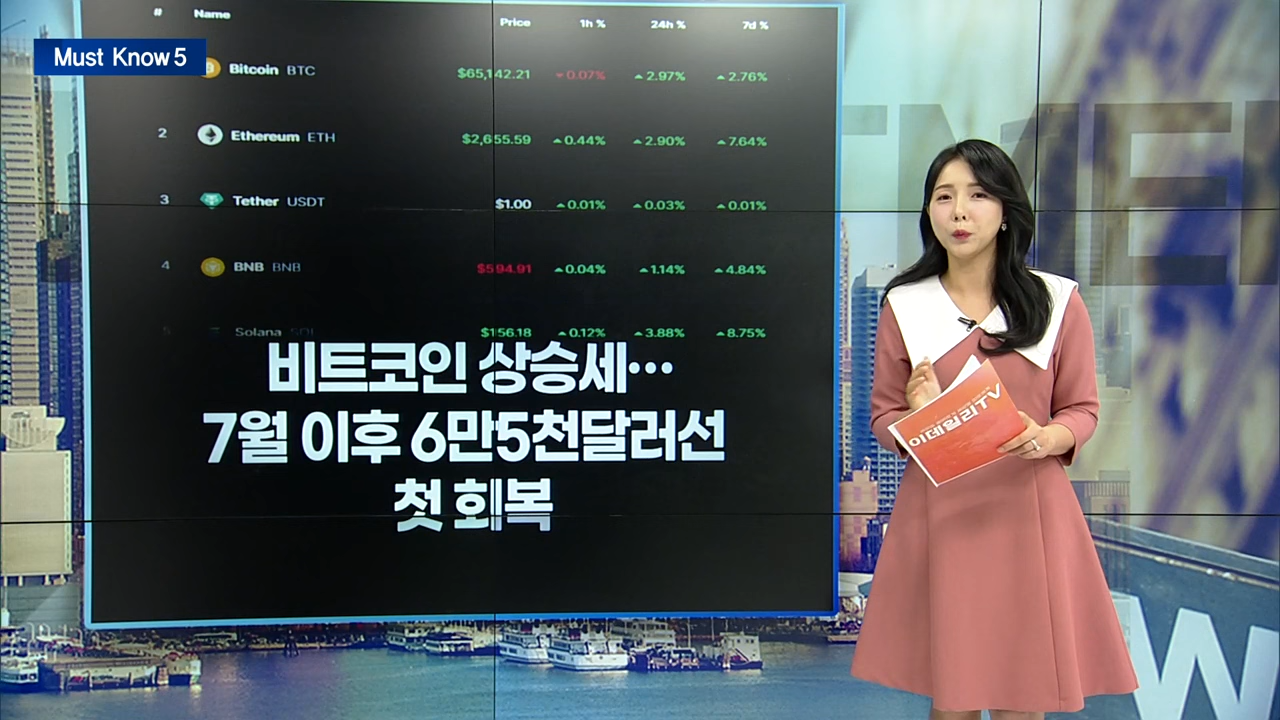 Must Know 5
# Name Price 1h % 24h % 7d %
Bitcoin BTC $65,142.21 0.07% 2.97% 2.76%
2 Ethereum ETH $2,655.59 0.44% 2.90% 7.64%
3 Tether USDT $1.00 0.01% 0.03% 0.01%
4 BNB BNB $594.91 0.04% 1.14% 4.84%
5 Solana SOL $156.18 0.12% 3.88% 8.75%
비트코인 상승세…
7월 이후 6만5천달러선
첫 회복
이데일리TV
W